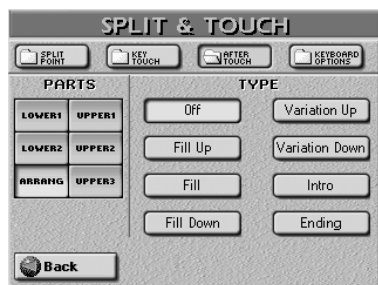 SPLIT & TOUCH
SPLIT POINT
KEY TOUCH
AFTER TOUCH
KEYBOARD OPTIONS
PARTS
TYPE
LOWER1 UPPER1
LOWER2 UPPER2
ARRANG UPPER3
Off Variation Up
Fill Up Variation Down
Fill Intro
Fill Down Ending
Back